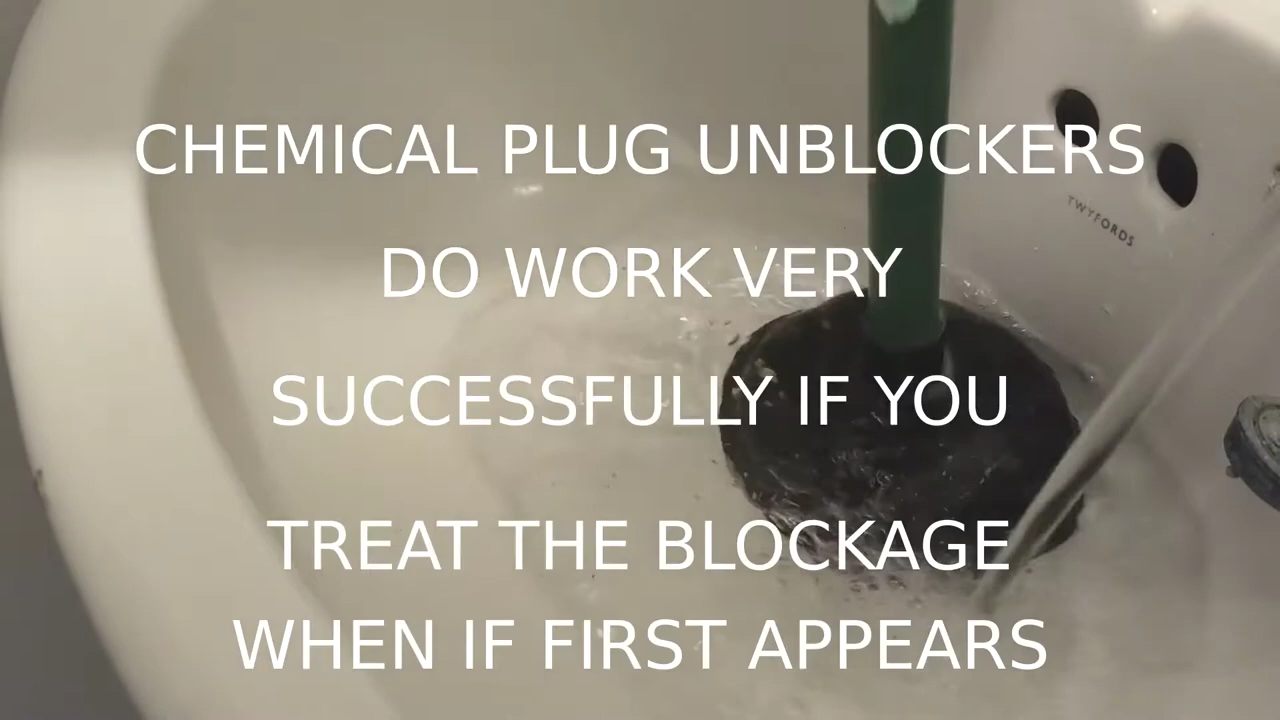 CHEMICAL PLUG UNBLOCKERS
TWYFORDS
DO WORK VERY
SUCCESSFULLY IF YOU
TREAT THE BLOCKAGE
WHEN IF FIRST APPEARS